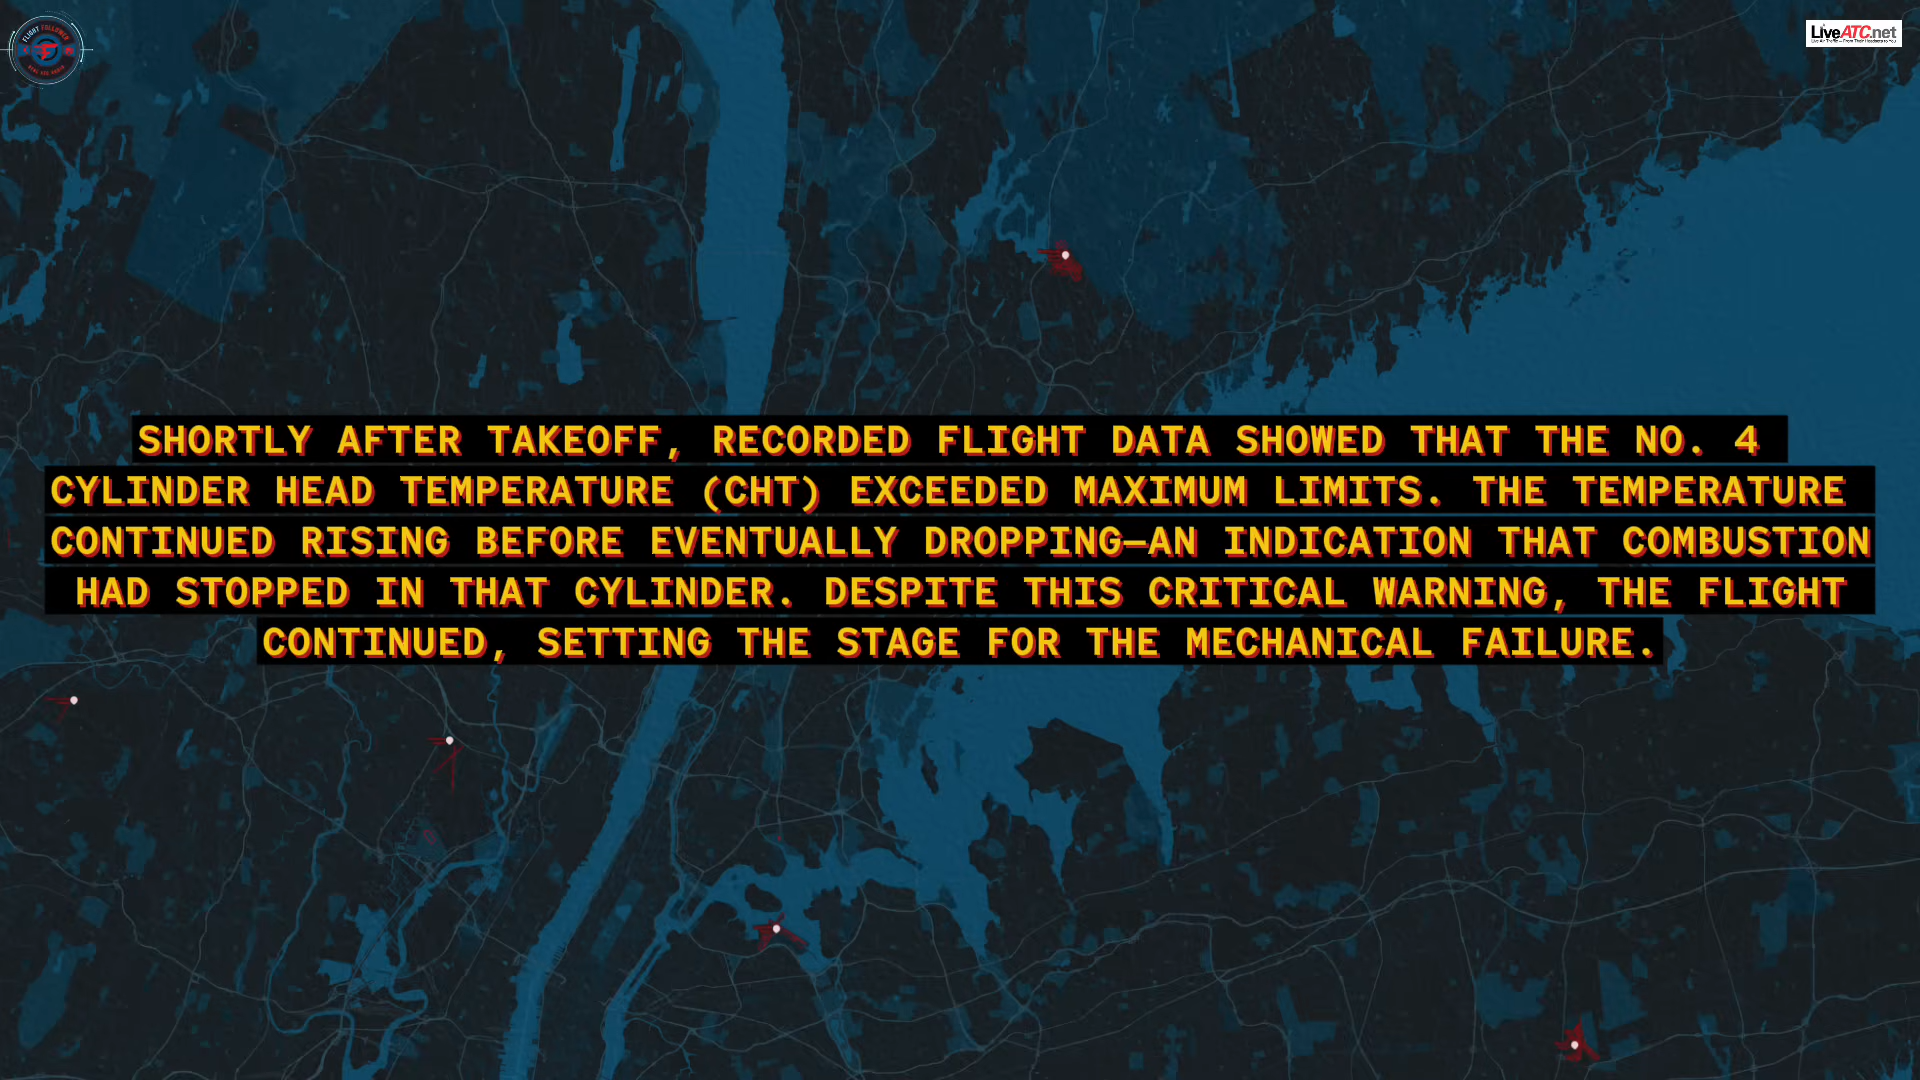 FLIGHT FOLLOWER
LiveATC.net
SHORTLY AFTER TAKEOFF, RECORDED FLIGHT DATA SHOWED THAT THE NO. 4
CYLINDER HEAD TEMPERATURE (CHT) EXCEEDED MAXIMUM LIMITS. THE TEMPERATURE
CONTINUED RISING BEFORE EVENTUALLY DROPPING—AN INDICATION THAT COMBUSTION
HAD STOPPED IN THAT CYLINDER. DESPITE THIS CRITICAL WARNING, THE FLIGHT
CONTINUED, SETTING THE STAGE FOR THE MECHANICAL FAILURE.